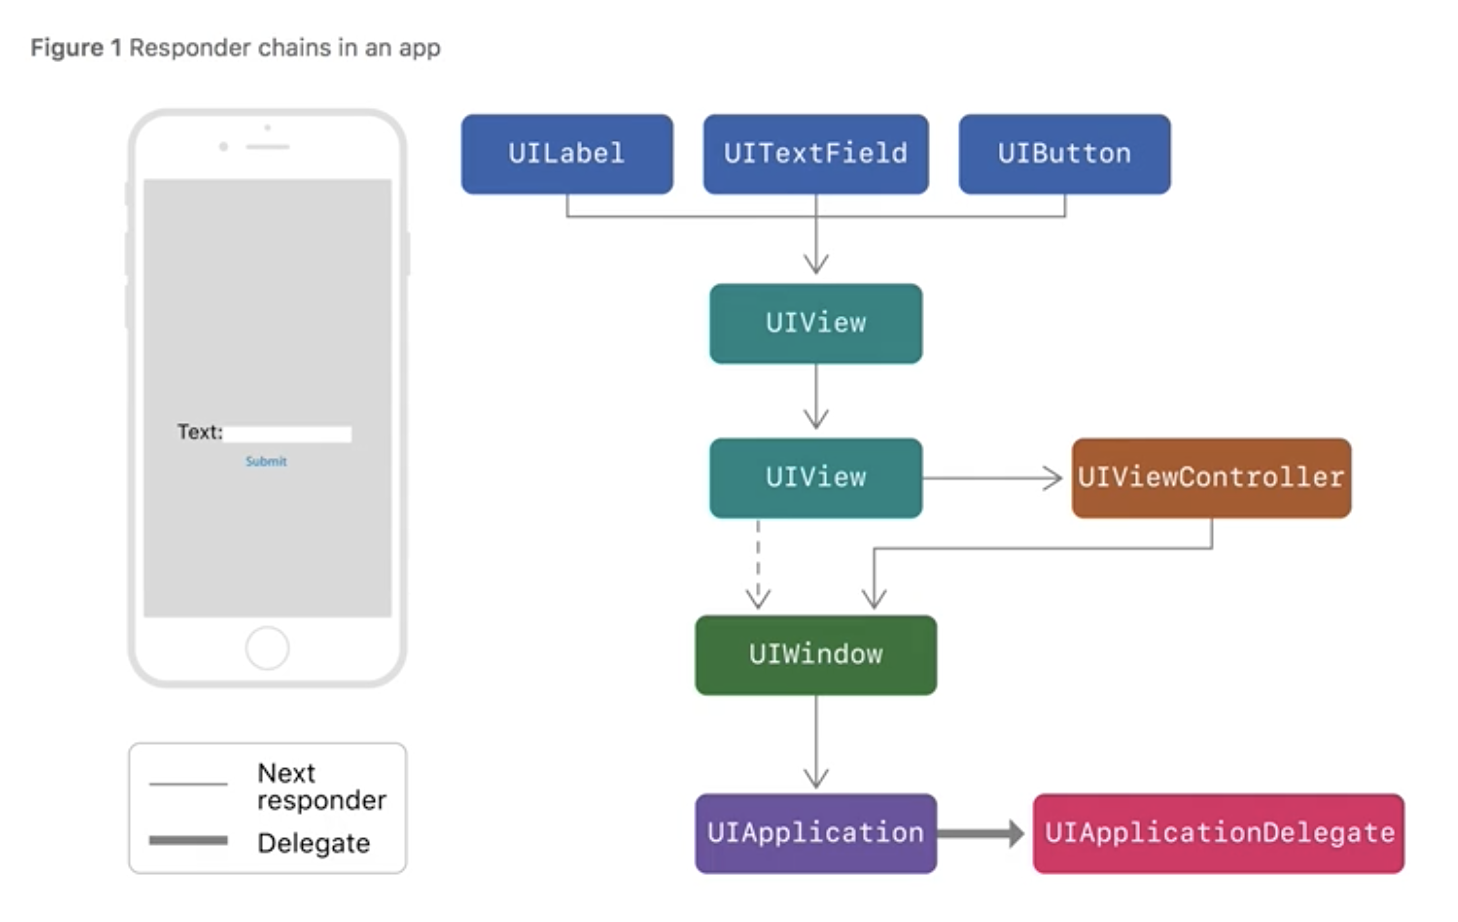 Figure 1 Responder chains in an app
UILabel
UITextField
UIButton
UIView
UIView
UIViewController
Text:
Submit
UIWindow
Next
responder
Delegate
UIApplication
UIApplicationDelegate